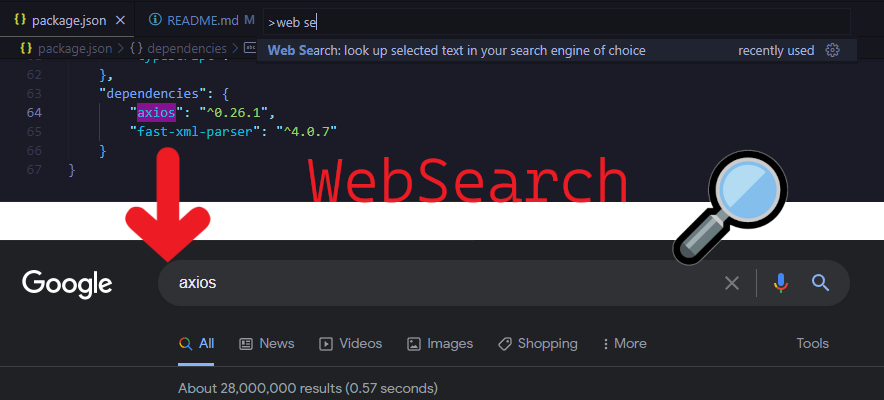 package.json
README.md M
>web se
package.json > {} dependencies >
Web Search: look up selected text in your search engine of choice recently used
62 },
63 "dependencies": {
64 "axios": "^0.26.1",
65 "fast-xml-parser": "^4.0.7"
66 }
67 }
WebSearch
Google
axios
All News Videos Images Shopping More Tools
About 28,000,000 results (0.57 seconds)